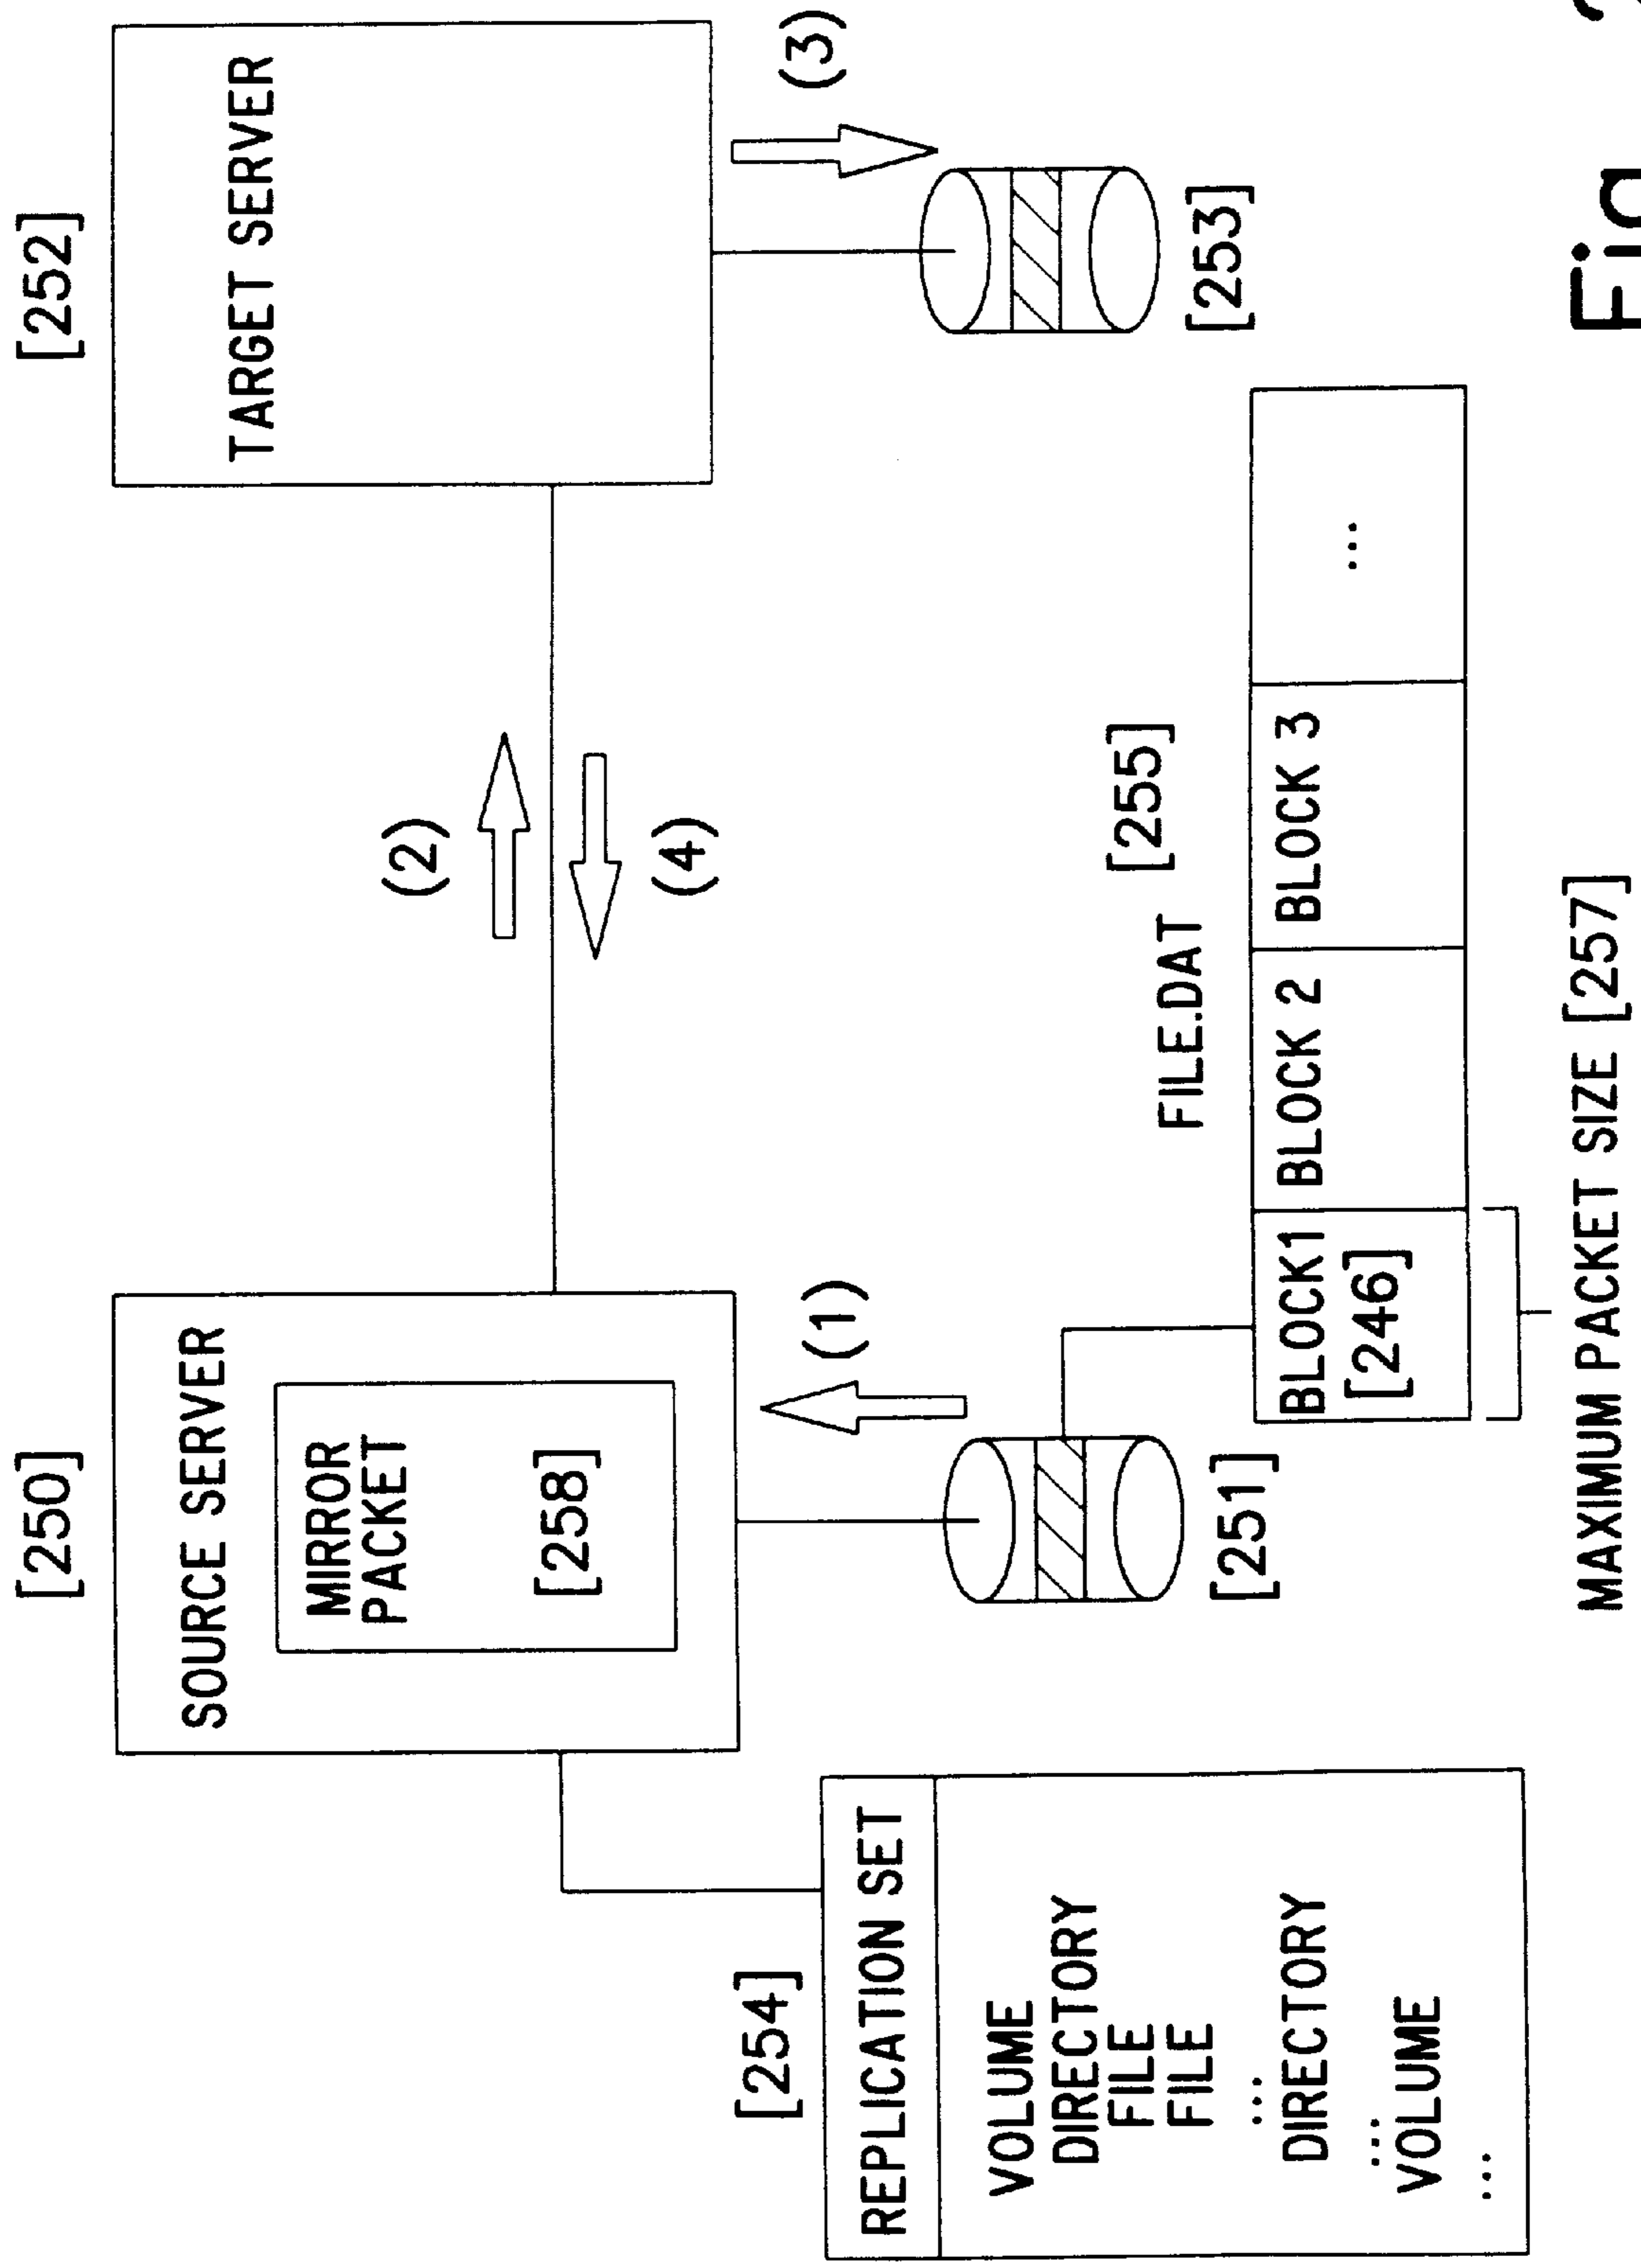 [250]
[252]
SOURCE SERVER
TARGET SERVER
MIRROR
PACKET
[258]
(2)
(4)
(1)
(3)
[254]
REPLICATION SET
VOLUME
DIRECTORY
FILE
FILE
...
DIRECTORY
...
VOLUME
...
[251]
[253]
FILE.DAT [255]
BLOCK1 BLOCK 2 BLOCK 3 ...
[246]
MAXIMUM PACKET SIZE [257]
Fig.